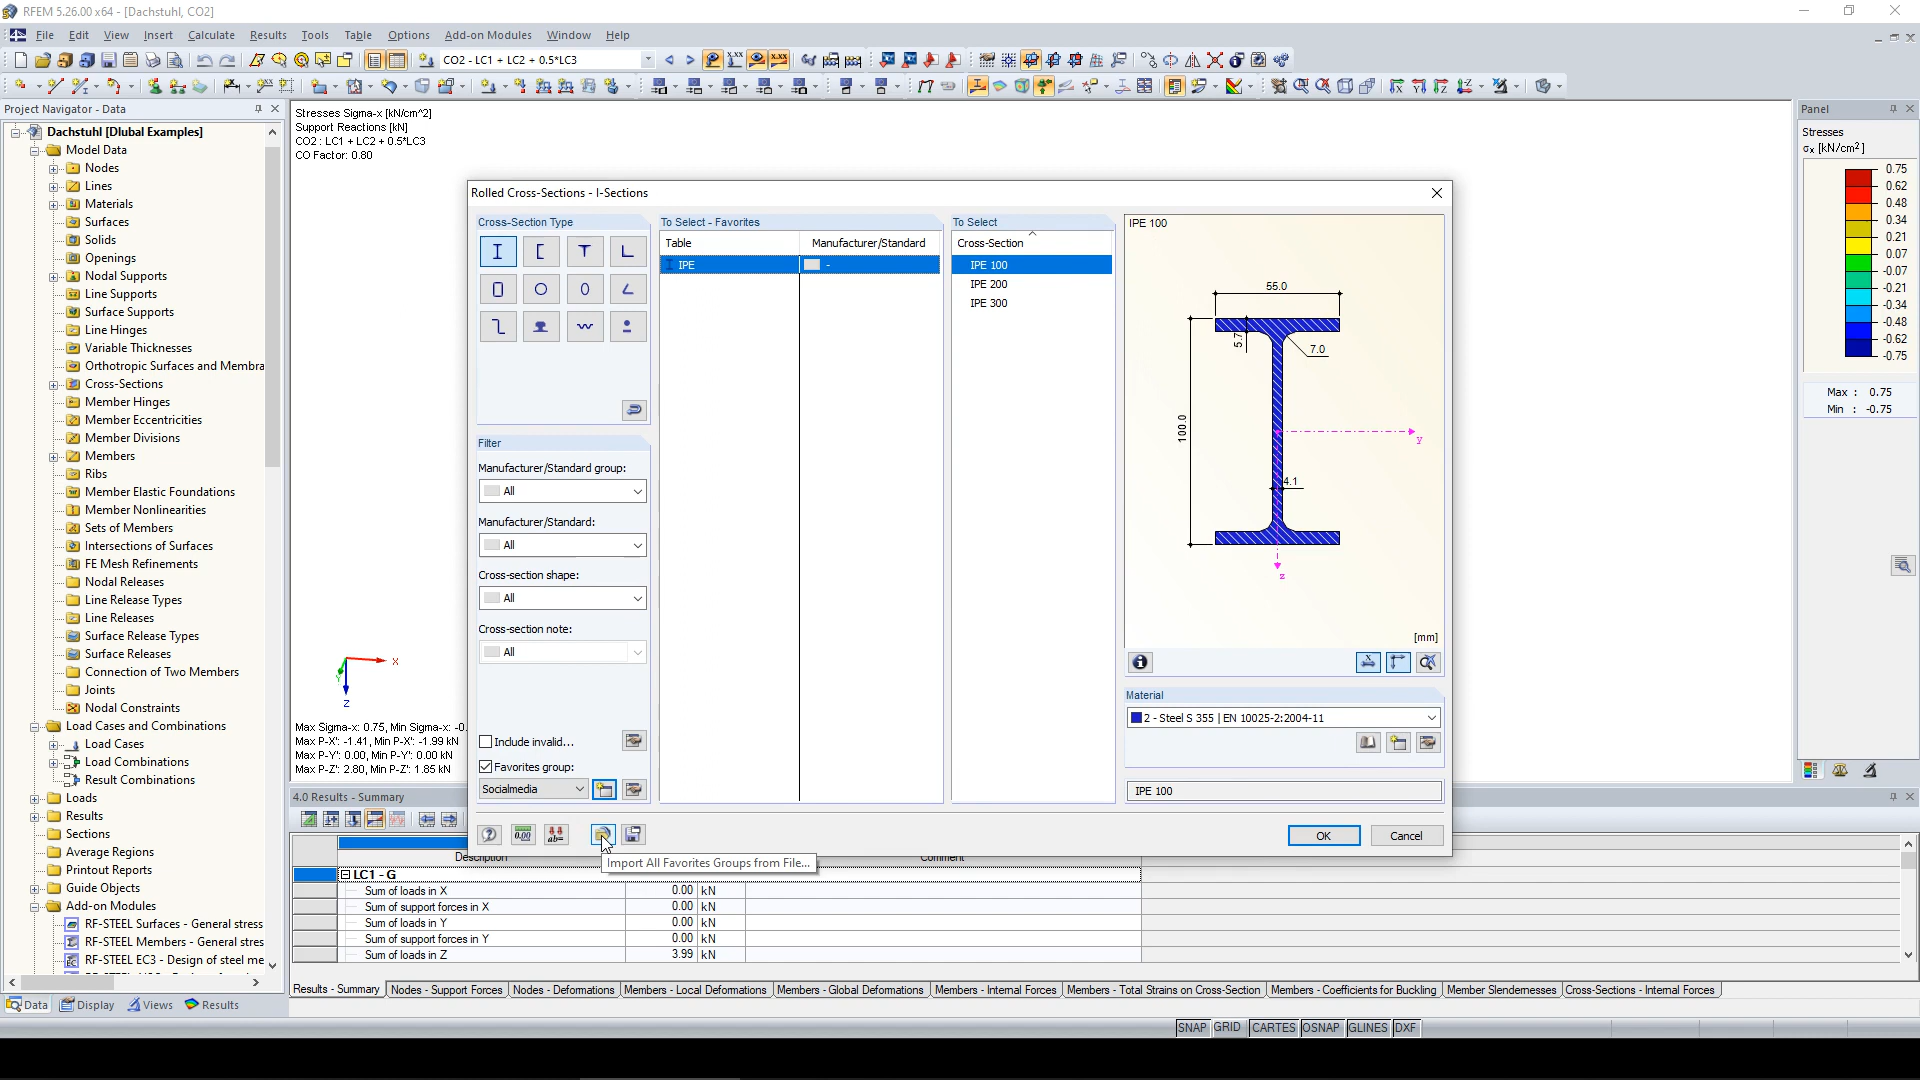 RFEM 5.26.00 x64 - [Dachstuhl, CO2]
File Edit View Insert Calculate Results Tools Table Options Add-on Modules Window Help
CO2 - LC1 + LC2 + 0.5*LC3
Project Navigator - Data
Dachstuhl [Dlubal Examples]
Model Data
Nodes
Lines
Materials
Surfaces
Solids
Openings
Nodal Supports
Line Supports
Surface Supports
Line Hinges
Variable Thicknesses
Orthotropic Surfaces and Membra
Cross-Sections
Member Hinges
Member Eccentricities
Member Divisions
Members
Ribs
Member Elastic Foundations
Member Nonlinearities
Sets of Members
Intersections of Surfaces
FE Mesh Refinements
Nodal Releases
Line Release Types
Line Releases
Surface Release Types
Surface Releases
Connection of Two Members
Joints
Nodal Constraints
Load Cases and Combinations
Load Cases
Load Combinations
Result Combinations
Loads
Results
Sections
Average Regions
Printout Reports
Guide Objects
Add-on Modules
RF-STEEL Surfaces - General stress
RF-STEEL Members - General stres
RF-STEEL EC3 - Design of steel me
Data Display Views Results
Stresses Sigma-x [kN/cm^2]
Support Reactions [kN]
CO2 : LC1 + LC2 + 0.5*LC3
CO Factor: 0.80
X
Y
Z
Max Sigma-x: 0.75, Min Sigma-x: -0.
Max P-X': -1.41, Min P-X': -1.99 kN
Max P-Y': 0.00, Min P-Y': 0.00 kN
Max P-Z': 2.80, Min P-Z': 1.85 kN
Rolled Cross-Sections - I-Sections
Cross-Section Type
Filter
Manufacturer/Standard group:
All
Manufacturer/Standard:
All
Cross-section shape:
All
Cross-section note:
All
Include invalid...
Favorites group:
Socialmedia
To Select - Favorites
Table Manufacturer/Standard
IPE -
To Select
Cross-Section
IPE 100
IPE 200
IPE 300
IPE 100
55.0
5.7
7.0
100.0
y
4.1
z
[mm]
Material
2 - Steel S 355 | EN 10025-2:2004-11
IPE 100
0.00
ab=
OK Cancel
Import All Favorites Groups from File...
Panel
Stresses
σx [kN/cm²]
0.75
0.62
0.48
0.34
0.21
0.07
-0.07
-0.21
-0.34
-0.48
-0.62
-0.75
Max : 0.75
Min : -0.75
4.0 Results - Summary
Description Comment
LC1 - G
Sum of loads in X 0.00 kN
Sum of support forces in X 0.00 kN
Sum of loads in Y 0.00 kN
Sum of support forces in Y 0.00 kN
Sum of loads in Z 3.99 kN
Results - Summary Nodes - Support Forces Nodes - Deformations Members - Local Deformations Members - Global Deformations Members - Internal Forces Members - Total Strains on Cross-Section Members - Coefficients for Buckling Member Slendernesses Cross-Sections - Internal Forces
SNAP GRID CARTES OSNAP GLINES DXF